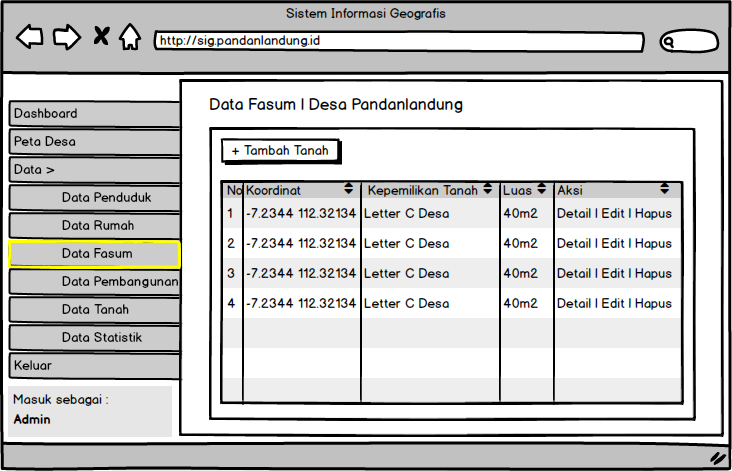 Sistem Informasi Geografis
http://sig.pandanlandung.id
Dashboard
Peta Desa
Data >
Data Penduduk
Data Rumah
Data Fasum
Data Pembangunan
Data Tanah
Data Statistik
Keluar
Masuk sebagai :
Admin
Data Fasum | Desa Pandanlandung
+ Tambah Tanah
No Koordinat Kepemilikan Tanah Luas Aksi
1 -7.2344 112.32134 Letter C Desa 40m2 Detail | Edit | Hapus
2 -7.2344 112.32134 Letter C Desa 40m2 Detail | Edit | Hapus
3 -7.2344 112.32134 Letter C Desa 40m2 Detail | Edit | Hapus
4 -7.2344 112.32134 Letter C Desa 40m2 Detail | Edit | Hapus